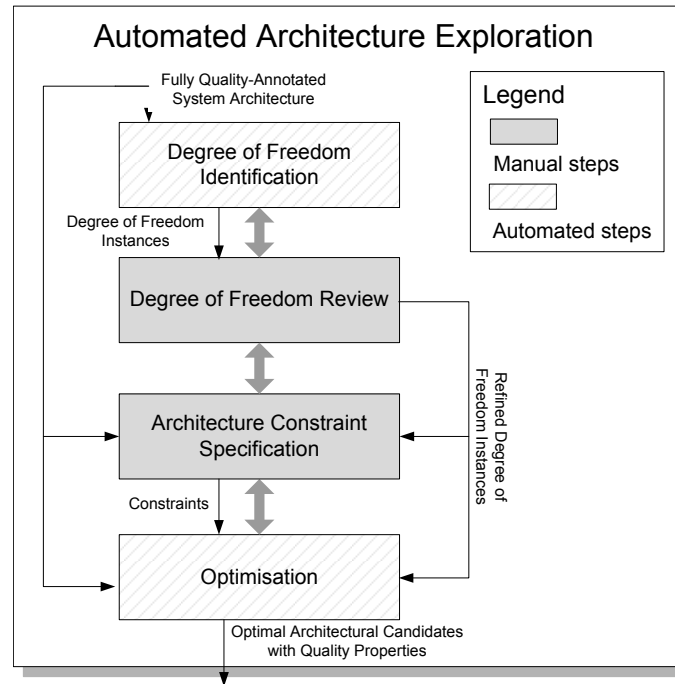 Automated Architecture Exploration
Fully Quality-Annotated
System Architecture
Legend
Manual steps
Automated steps
Degree of Freedom
Identification
Degree of Freedom
Instances
Degree of Freedom Review
Refined Degree of
Freedom Instances
Architecture Constraint
Specification
Constraints
Optimisation
Optimal Architectural Candidates
with Quality Properties